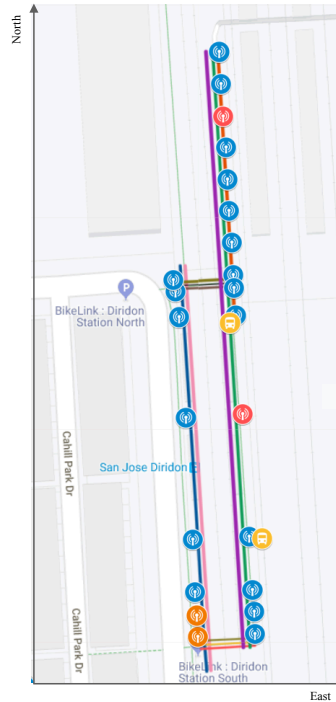 North
P
BikeLink : Diridon
Station North
Cahill Park Dr
San Jose Diridon
Cahill Park Dr
BikeLink : Diridon
Station South
East